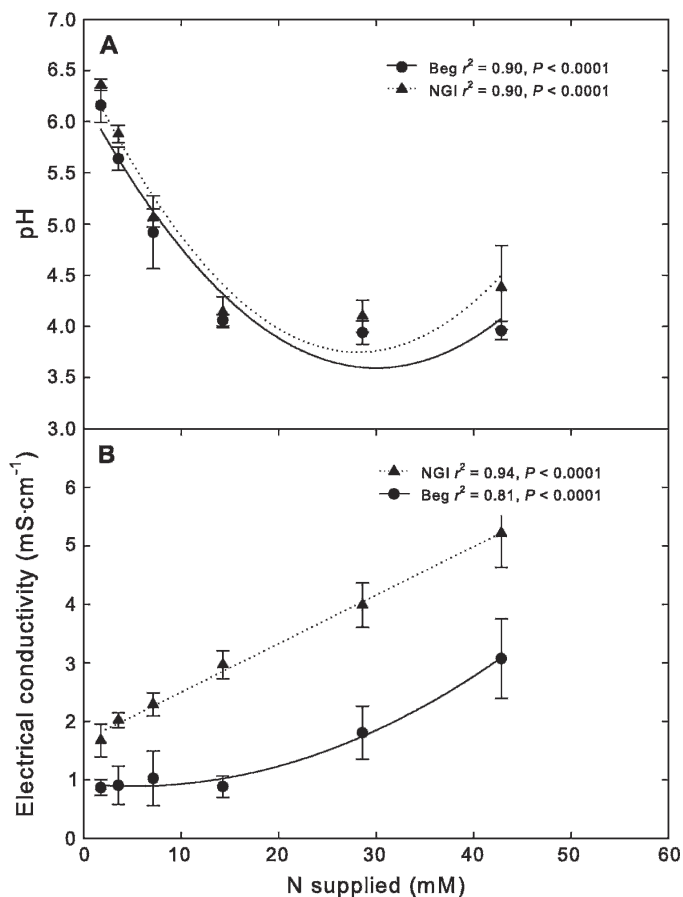 7.0
A
6.5
Beg r² = 0.90, P < 0.0001
NGI r² = 0.90, P < 0.0001
6.0
5.5
5.0
4.5
4.0
3.5
3.0
pH
B
NGI r² = 0.94, P < 0.0001
Beg r² = 0.81, P < 0.0001
6
5
4
3
2
1
0
Electrical conductivity (mS·cm⁻¹)
0 10 20 30 40 50 60
N supplied (mM)